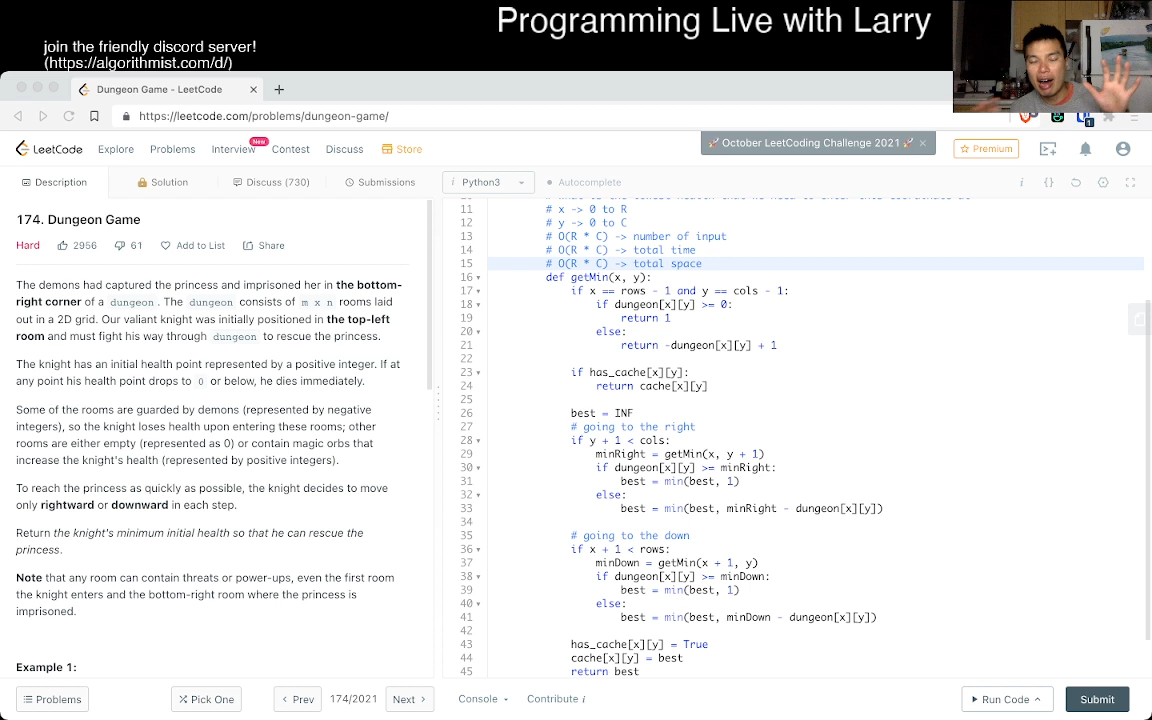 Programming Live with Larry
join the friendly discord server!
(https://algorithmist.com/d/)
Dungeon Game - LeetCode
https://leetcode.com/problems/dungeon-game/
LeetCode Explore Problems Interview New Contest Discuss Store
🚀 October LeetCoding Challenge 2021 🚀 ×
Premium
Description Solution Discuss (730) Submissions
i Python3 Autocomplete
174. Dungeon Game
Hard 2956 61 Add to List Share
The demons had captured the princess and imprisoned her in the bottom-
right corner of a dungeon. The dungeon consists of m x n rooms laid
out in a 2D grid. Our valiant knight was initially positioned in the top-left
room and must fight his way through dungeon to rescue the princess.
The knight has an initial health point represented by a positive integer. If at
any point his health point drops to 0 or below, he dies immediately.
Some of the rooms are guarded by demons (represented by negative
integers), so the knight loses health upon entering these rooms; other
rooms are either empty (represented as 0) or contain magic orbs that
increase the knight's health (represented by positive integers).
To reach the princess as quickly as possible, the knight decides to move
only rightward or downward in each step.
Return the knight's minimum initial health so that he can rescue the
princess.
Note that any room can contain threats or power-ups, even the first room
the knight enters and the bottom-right room where the princess is
imprisoned.
Example 1:
11 # x -> 0 to R
12 # y -> 0 to C
13 # O(R * C) -> number of input
14 # O(R * C) -> total time
15 # O(R * C) -> total space
16 def getMin(x, y):
17 if x == rows - 1 and y == cols - 1:
18 if dungeon[x][y] >= 0:
19 return 1
20 else:
21 return -dungeon[x][y] + 1
22
23 if has_cache[x][y]:
24 return cache[x][y]
25
26 best = INF
27 # going to the right
28 if y + 1 < cols:
29 minRight = getMin(x, y + 1)
30 if dungeon[x][y] >= minRight:
31 best = min(best, 1)
32 else:
33 best = min(best, minRight - dungeon[x][y])
34
35 # going to the down
36 if x + 1 < rows:
37 minDown = getMin(x + 1, y)
38 if dungeon[x][y] >= minDown:
39 best = min(best, 1)
40 else:
41 best = min(best, minDown - dungeon[x][y])
42
43 has_cache[x][y] = True
44 cache[x][y] = best
45 return best
Problems Pick One < Prev 174/2021 Next > Console Contribute i Run Code Submit